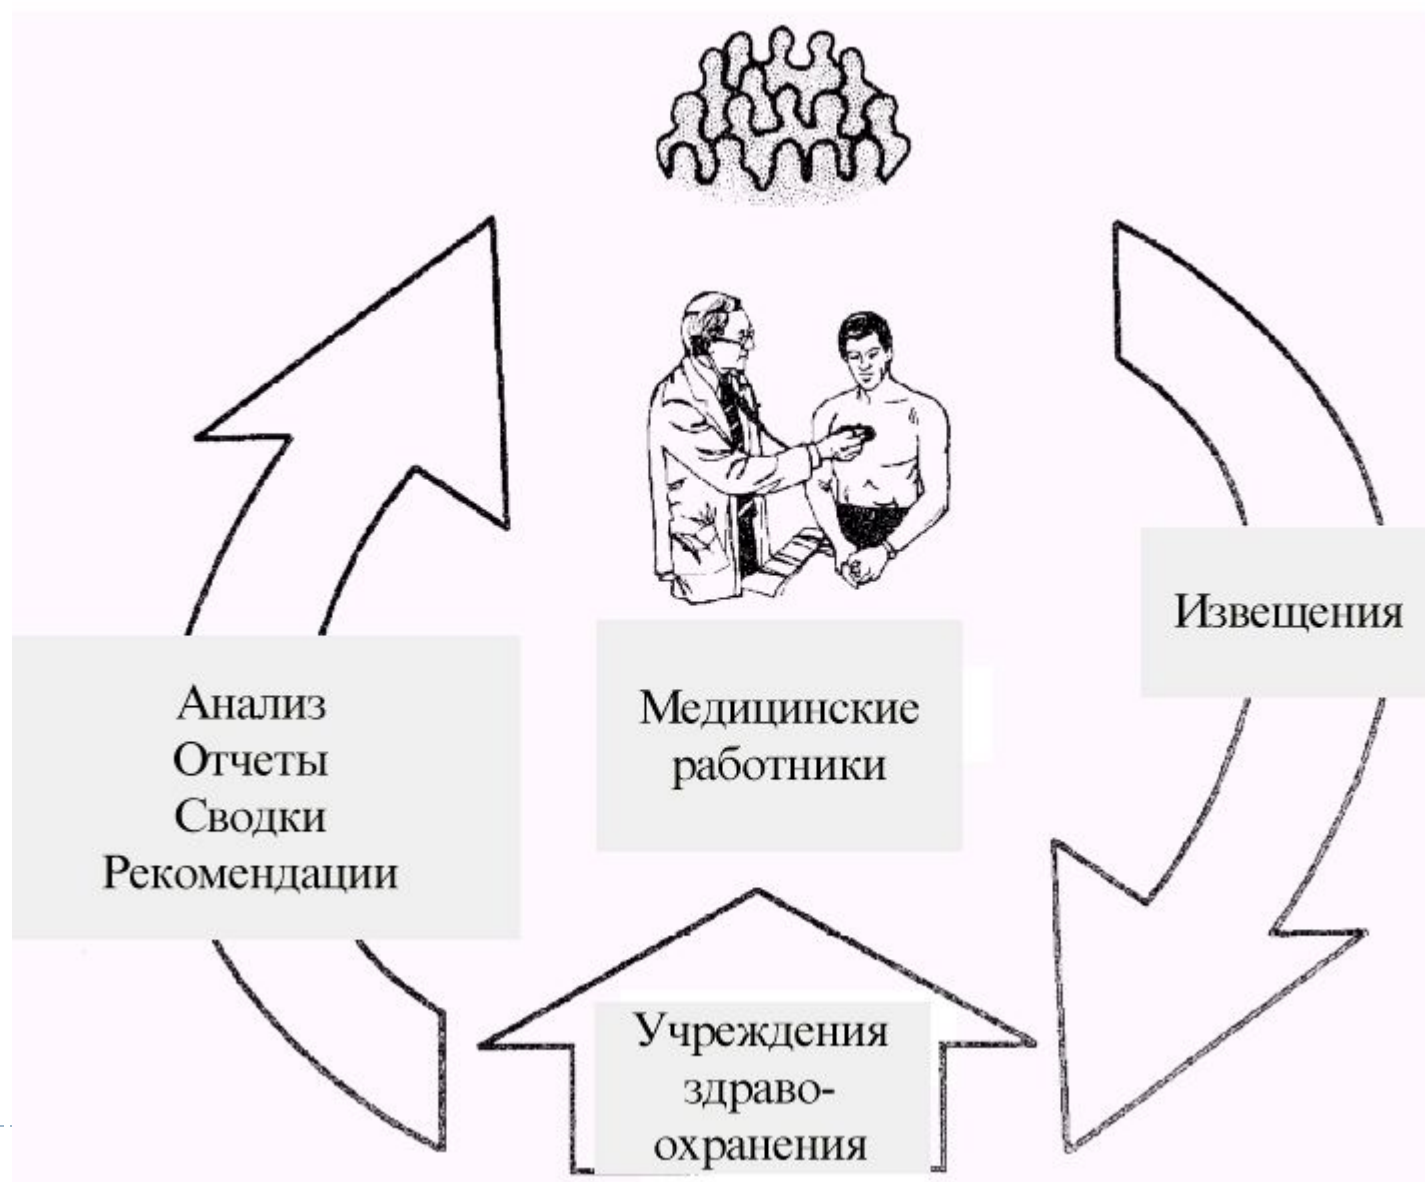 Извещения
Анализ
Отчеты
Сводки
Рекомендации
Медицинские
работники
Учреждения
здраво-
охранения